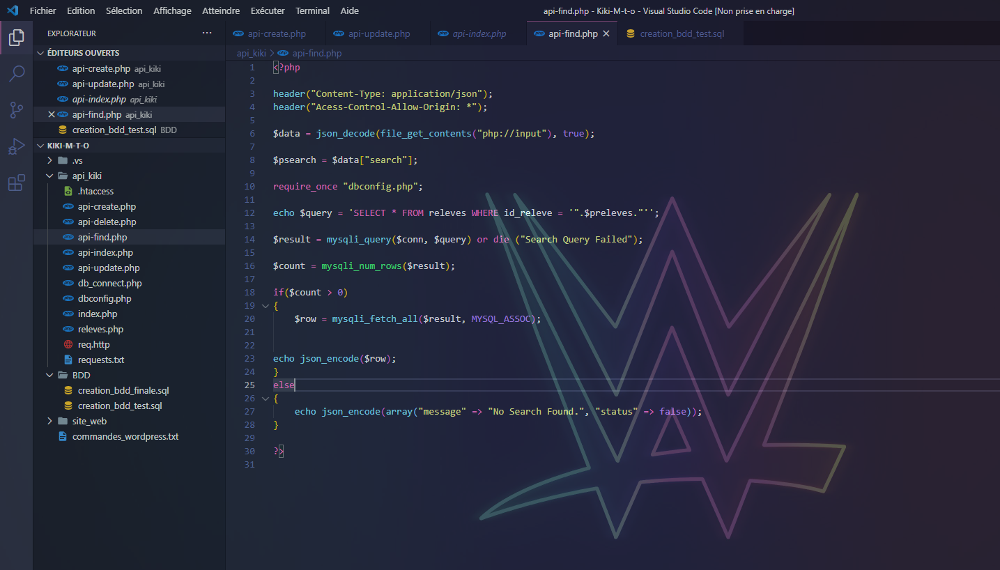 Fichier Edition Sélection Affichage Atteindre Exécuter Terminal Aide
api-find.php - Kiki-M-t-o - Visual Studio Code [Non prise en charge]
EXPLORATEUR ...
ÉDITEURS OUVERTS
api-create.php api_kiki
api-update.php api_kiki
api-index.php api_kiki
api-find.php api_kiki
creation_bdd_test.sql BDD
KIKI-M-T-O
.vs
api_kiki
.htaccess
api-create.php
api-delete.php
api-find.php
api-index.php
api-update.php
db_connect.php
dbconfig.php
index.php
releves.php
req.http
requests.txt
BDD
creation_bdd_finale.sql
creation_bdd_test.sql
site_web
commandes_wordpress.txt
api-create.php api-update.php api-index.php api-find.php creation_bdd_test.sql
api_kiki > api-find.php
1 <?php
2
3 header("Content-Type: application/json");
4 header("Acess-Control-Allow-Origin: *");
5
6 $data = json_decode(file_get_contents("php://input"), true);
7
8 $psearch = $data["search"];
9
10 require_once "dbconfig.php";
11
12 echo $query = 'SELECT * FROM releves WHERE id_releve = '".$preleves."'';
13
14 $result = mysqli_query($conn, $query) or die ("Search Query Failed");
15
16 $count = mysqli_num_rows($result);
17
18 if($count > 0)
19 {
20 $row = mysqli_fetch_all($result, MYSQL_ASSOC);
21
22
23 echo json_encode($row);
24 }
25 else
26 {
27 echo json_encode(array("message" => "No Search Found.", "status" => false));
28 }
29
30 ?>
31